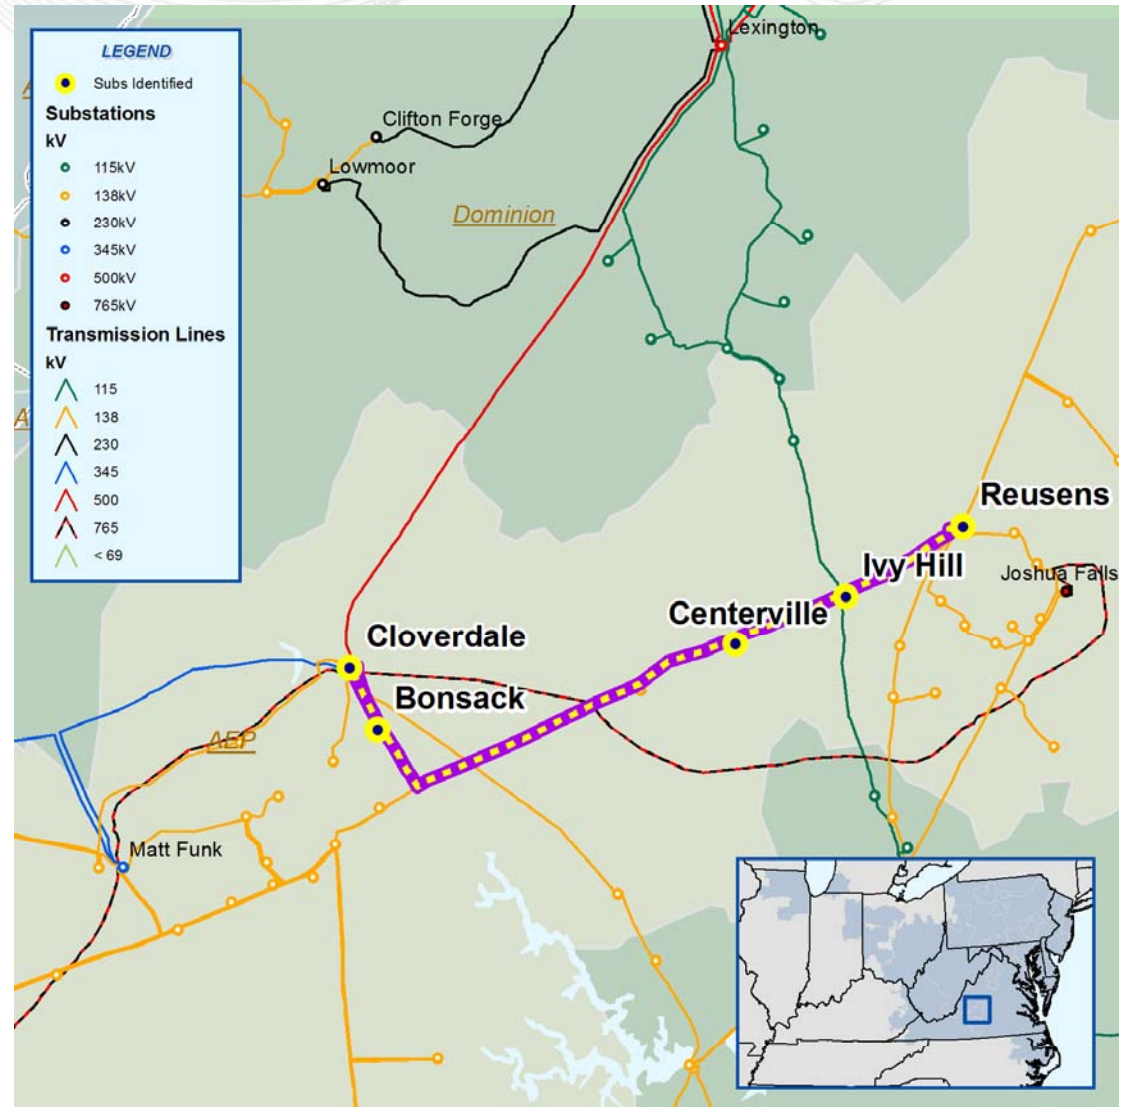 LEGEND
Subs Identified
Substations
kV
115kV
138kV
230kV
345kV
500kV
765kV
Transmission Lines
kV
115
138
230
345
500
765
< 69
Lexington
Clifton Forge
Lowmoor
Dominion
Reusens
Ivy Hill
Joshua Falls
Centerville
Cloverdale
Bonsack
AEP
Matt Funk